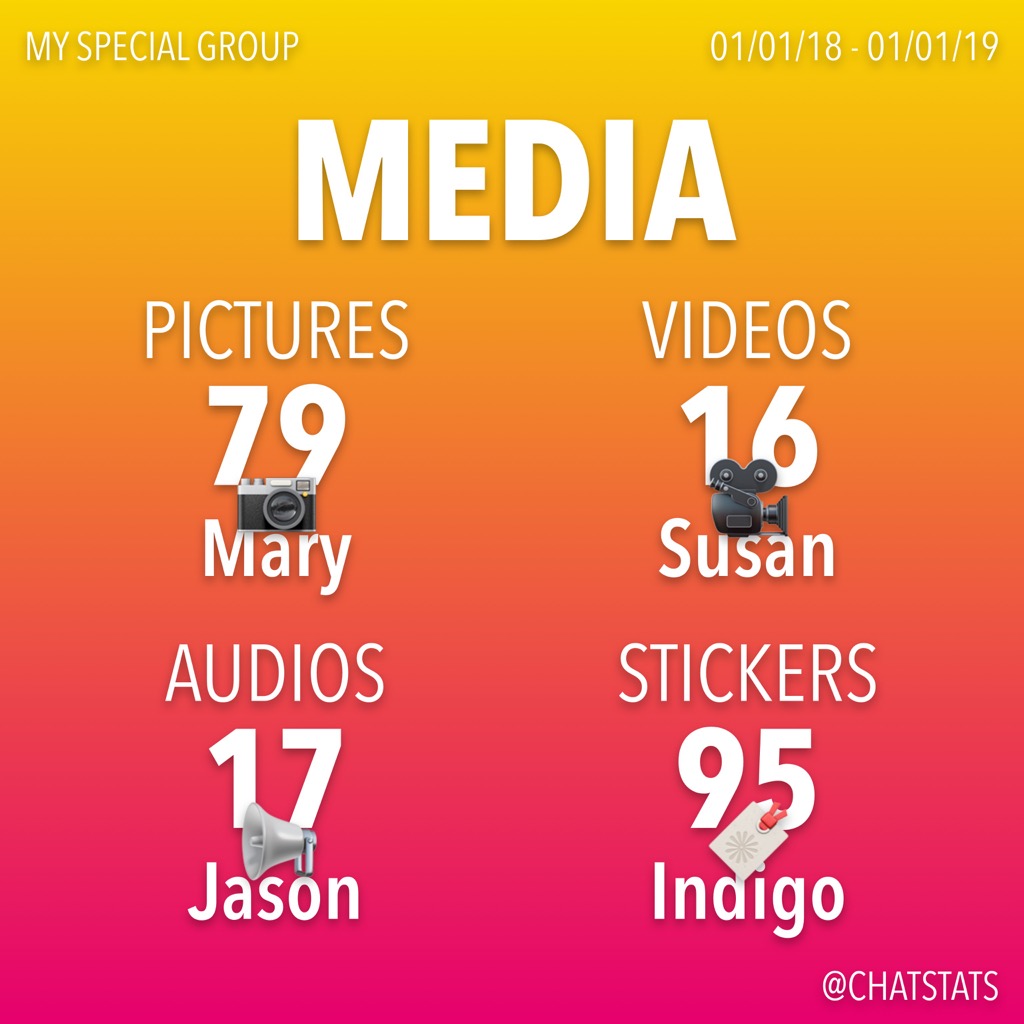 MY SPECIAL GROUP
01/01/18 - 01/01/19
MEDIA
PICTURES
79
Mary
VIDEOS
16
Susan
AUDIOS
17
Jason
STICKERS
95
Indigo
@CHATSTATS